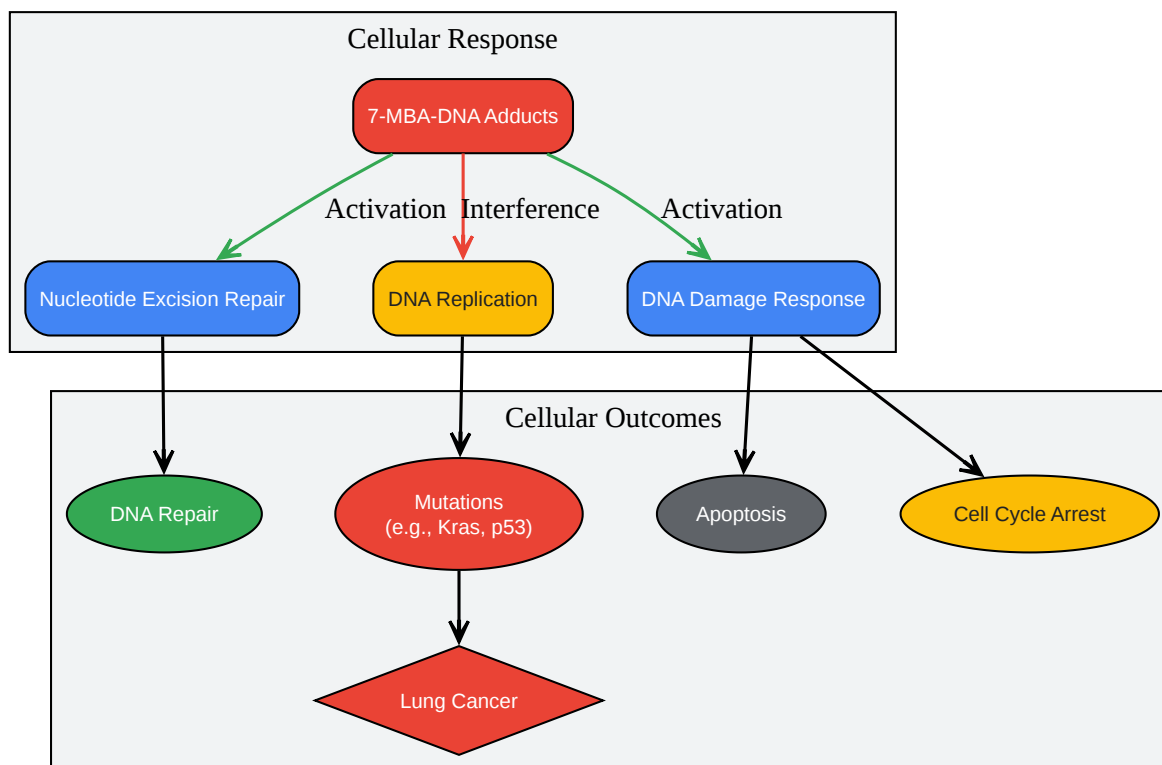 Cellular Response
7-MBA-DNA Adducts
Activation
Interference
Activation
Nucleotide Excision Repair
DNA Replication
DNA Damage Response
Cellular Outcomes
DNA Repair
Mutations
(e.g., Kras, p53)
Apoptosis
Cell Cycle Arrest
Lung Cancer